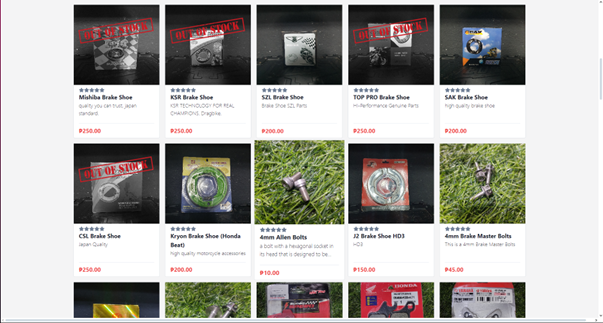 OUT OF STOCK
OUT OF STOCK
OUT OF STOCK
Mishiba Brake Shoe
quality you can trust, japan
standard.
₱250.00
KSR Brake Shoe
KSR TECHNOLOGY FOR REAL
CHAMPIONS, Dragbike.
₱250.00
SZL Brake Shoe
Brake Shoe SZL Parts
₱200.00
TOP PRO Brake Shoe
Hi-Performance Genuine Parts
₱250.00
SAK Brake Shoe
high quality brake shoe
₱200.00
OUT OF STOCK
CSL Brake Shoe
Japan Quality
₱250.00
Kryon Brake Shoe (Honda
Beat)
high quality motorcycle accessories
₱200.00
4mm Allen Bolts
a bolt with a hexagonal socket in
its head that is designed to be...
₱10.00
J2 Brake Shoe HD3
HD3
₱150.00
4mm Brake Master Bolts
This is a 4mm Brake Master Bolts
₱45.00
HONDA